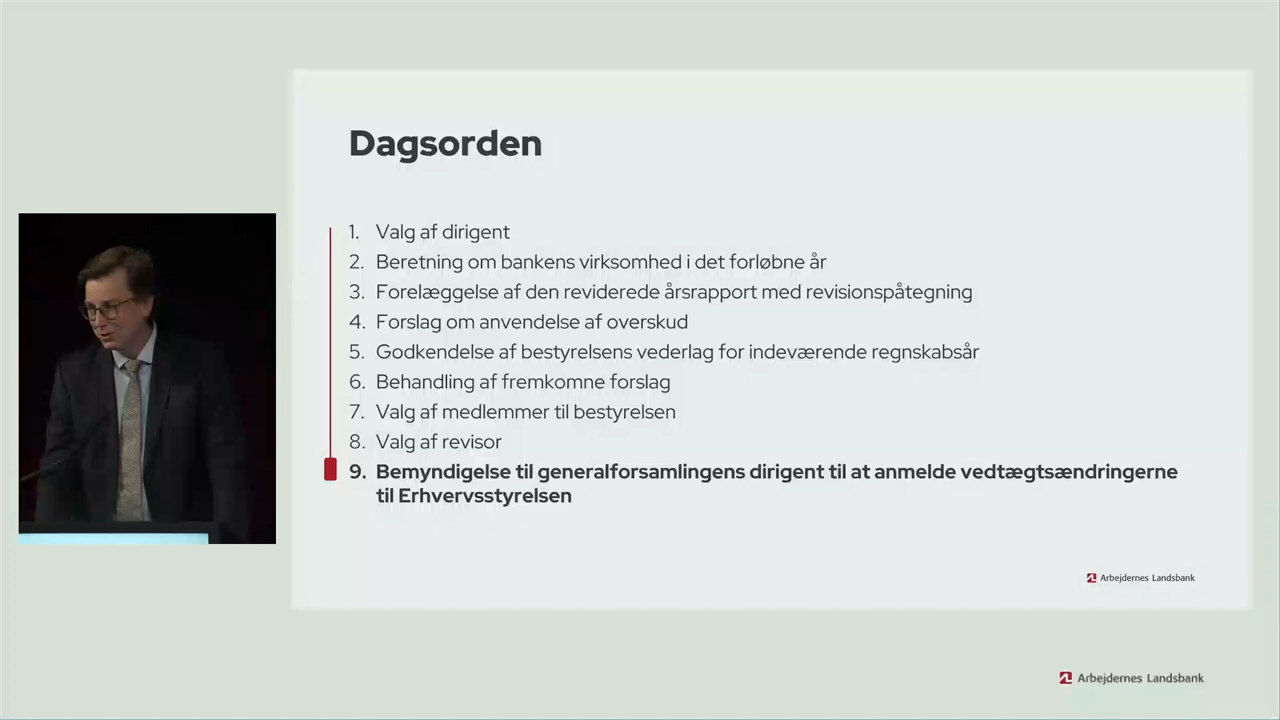 Dagsorden
1. Valg af dirigent
2. Beretning om bankens virksomhed i det forløbne år
3. Forelæggelse af den reviderede årsrapport med revisionspåtegning
4. Forslag om anvendelse af overskud
5. Godkendelse af bestyrelsens vederlag for indeværende regnskabsår
6. Behandling af fremkomne forslag
7. Valg af medlemmer til bestyrelsen
8. Valg af revisor
9. Bemyndigelse til generalforsamlingens dirigent til at anmelde vedtægtsændringerne
til Erhvervsstyrelsen
Arbejdernes Landsbank
Arbejdernes Landsbank